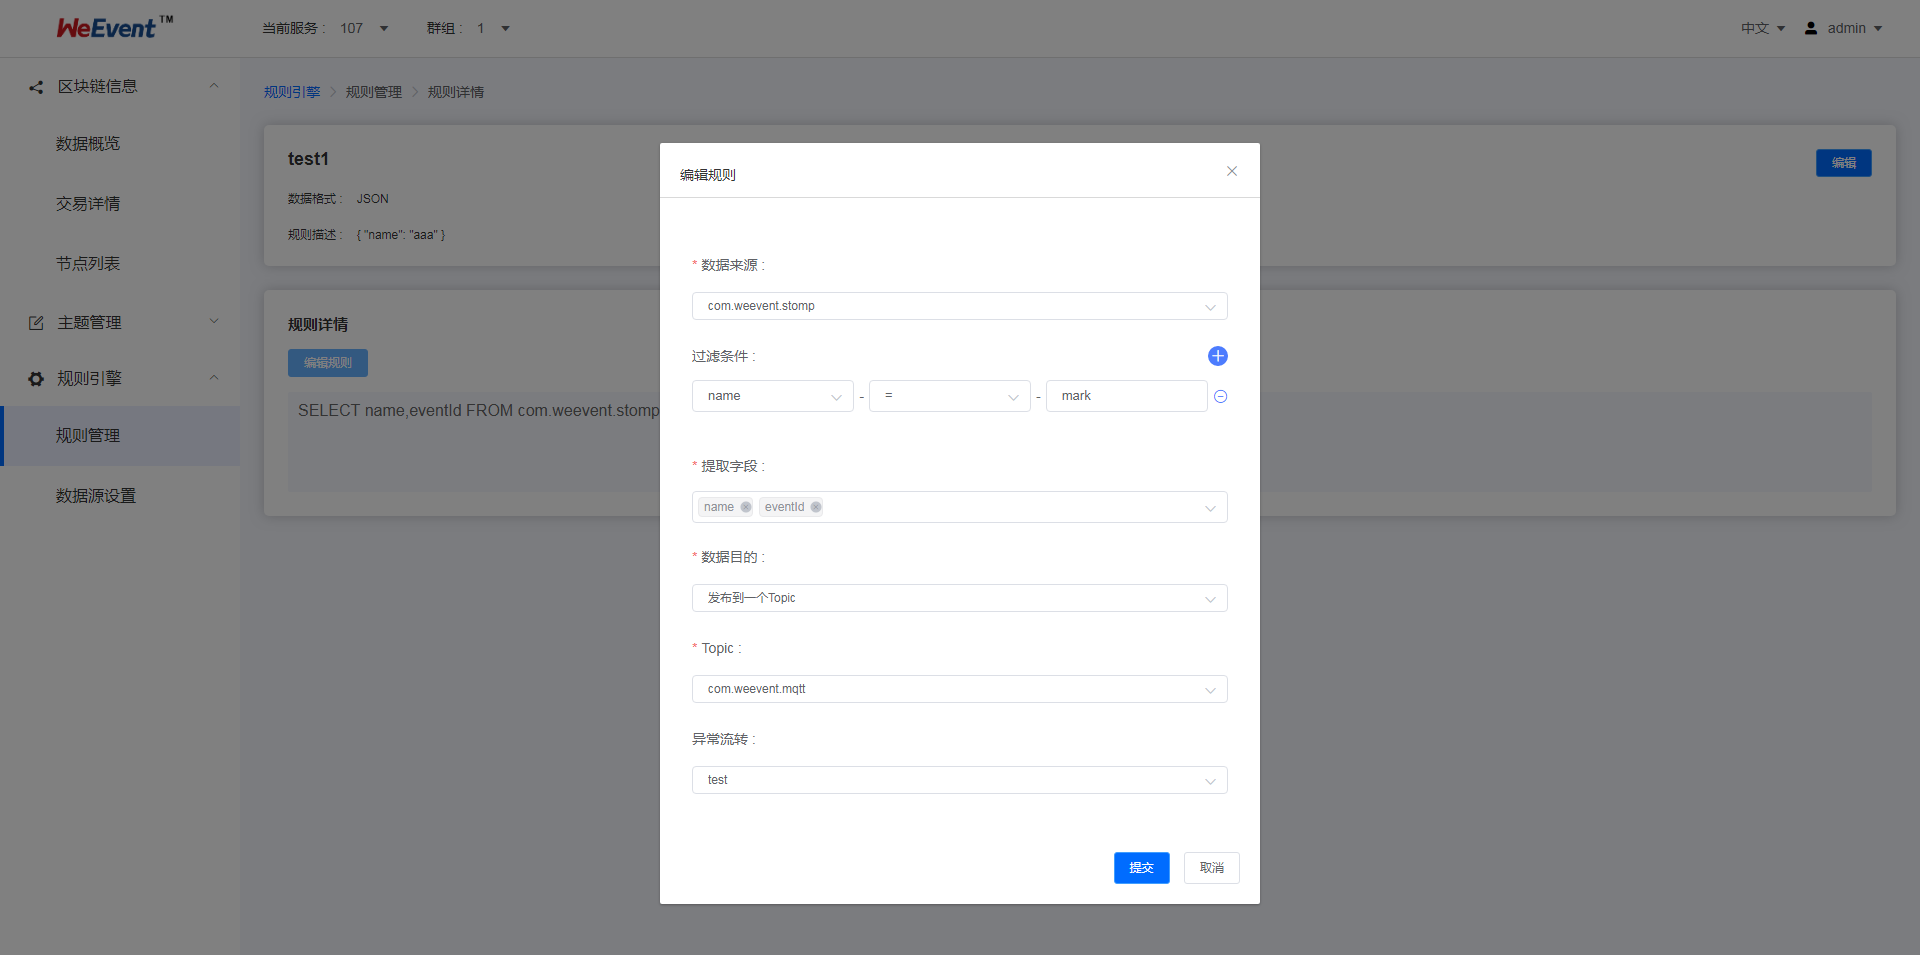 WeEvent™
当前服务 : 107
群组 : 1
中文
admin
区块链信息
数据概览
交易详情
节点列表
主题管理
规则引擎
规则管理
数据源设置
规则引擎 > 规则管理 > 规则详情
test1
编辑
数据格式 : JSON
规则描述 : { "name": "aaa" }
规则详情
编辑规则
SELECT name,eventId FROM com.weevent.stomp
编辑规则
* 数据来源 :
com.weevent.stomp
过滤条件 :
name - = - mark
* 提取字段 :
name eventId
* 数据目的 :
发布到一个Topic
* Topic :
com.weevent.mqtt
异常流转 :
test
提交 取消